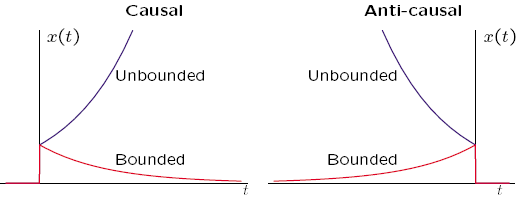 Causal
x(t)
Unbounded
Bounded
t
Anti-causal
x(t)
Unbounded
Bounded
t